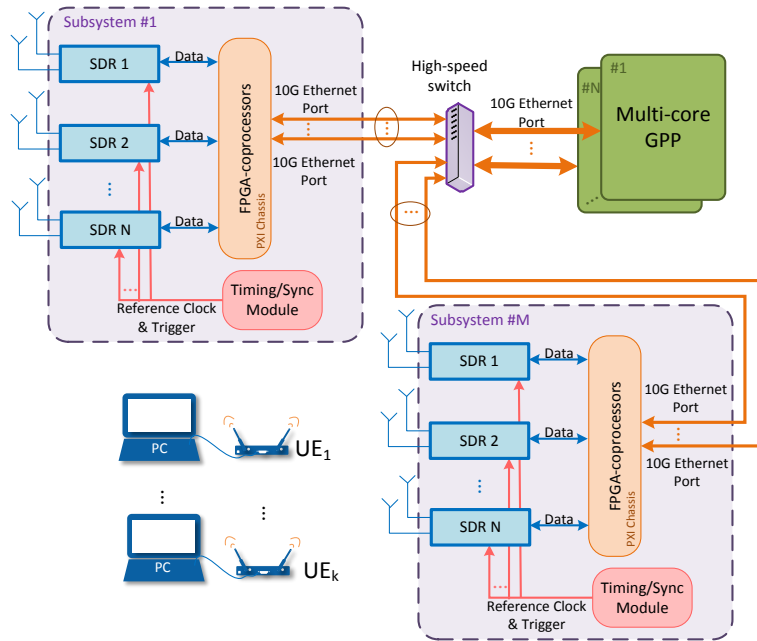 Subsystem #1
SDR 1
Data
SDR 2
Data
...
SDR N
Data
FPGA-coprocessors
PXI Chassis
...
Reference Clock
& Trigger
Timing/Sync
Module
10G Ethernet
Port
...
10G Ethernet
Port
...
High-speed
switch
10G Ethernet
Port
...
#N
#1
Multi-core
GPP
...
Subsystem #M
SDR 1
Data
SDR 2
Data
...
SDR N
Data
FPGA-coprocessors
PXI Chassis
...
Reference Clock
& Trigger
Timing/Sync
Module
10G Ethernet
Port
...
10G Ethernet
Port
PC
UE1
...
...
PC
UEk